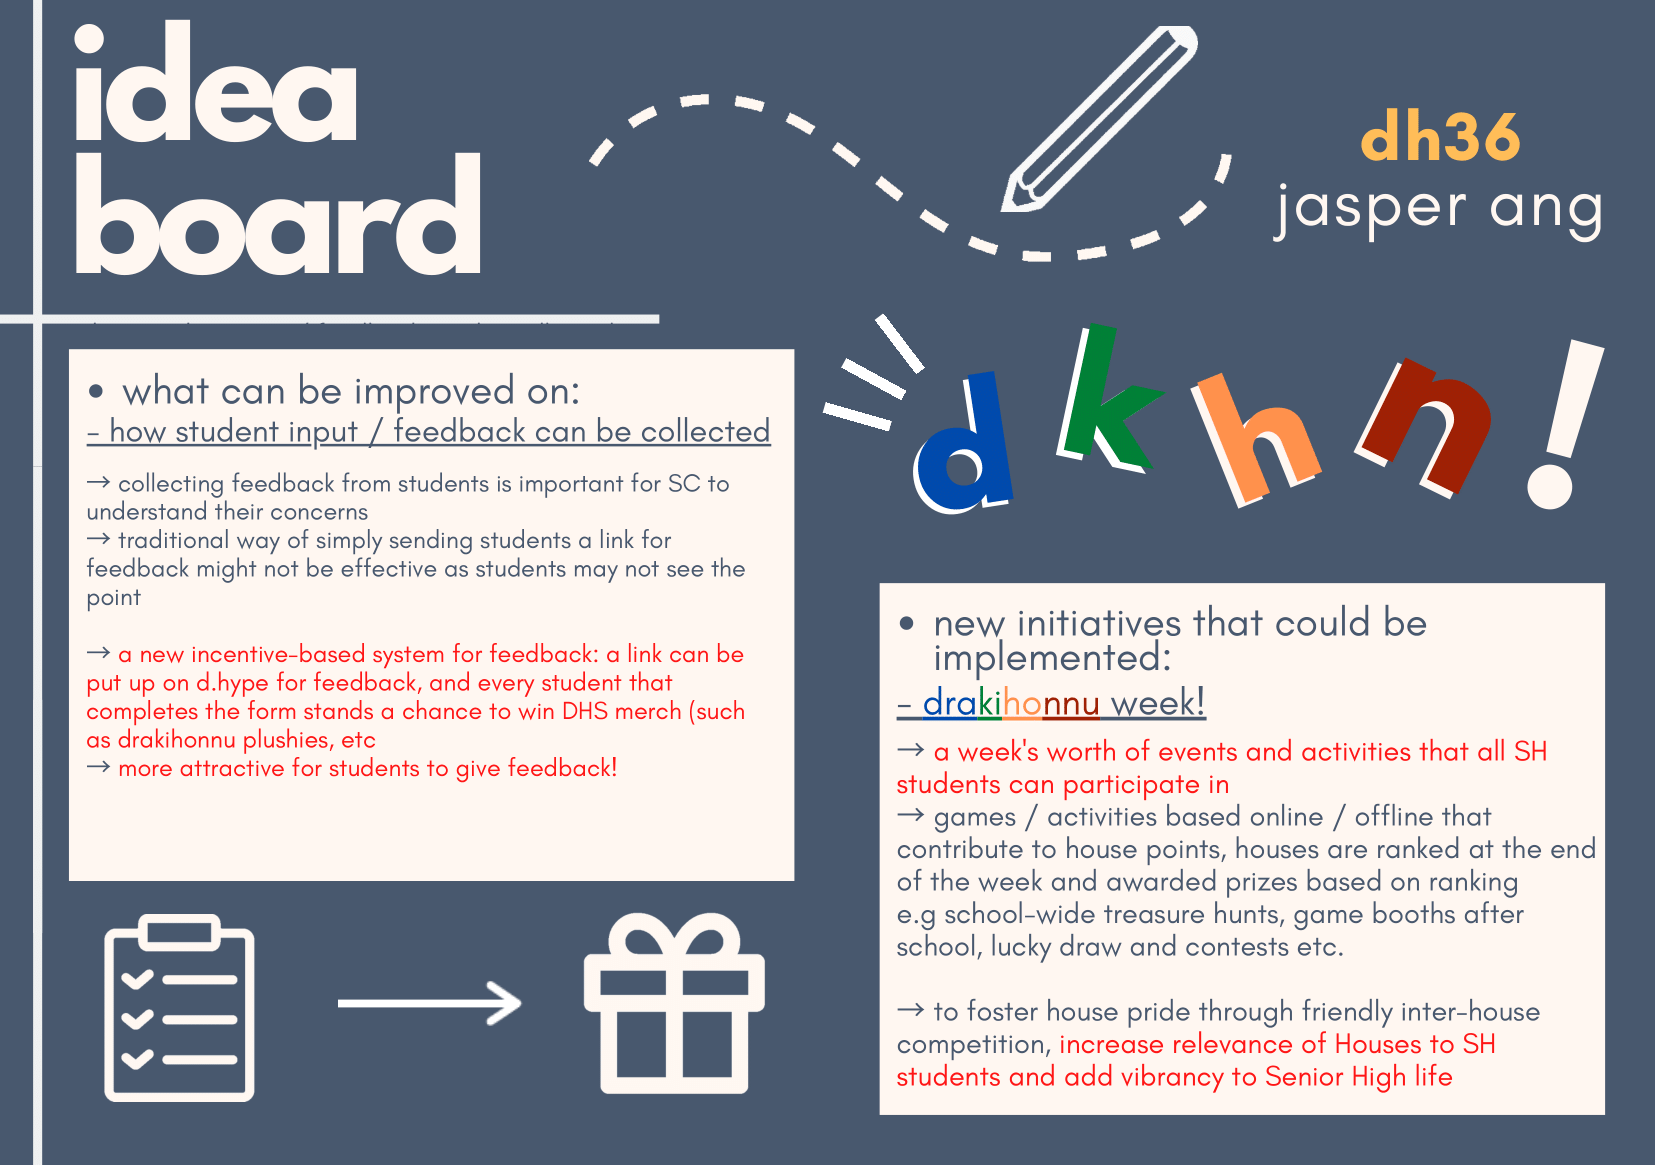 idea
board
dh36
jasper ang
• what can be improved on:
- how student input / feedback can be collected
→ collecting feedback from students is important for SC to
understand their concerns
→ traditional way of simply sending students a link for
feedback might not be effective as students may not see the
point
→ a new incentive-based system for feedback: a link can be
put up on d.hype for feedback, and every student that
completes the form stands a chance to win DHS merch (such
as drakihonnu plushies, etc
→ more attractive for students to give feedback!
dkhn!
• new initiatives that could be
implemented:
- drakihonnu week!
→ a week's worth of events and activities that all SH
students can participate in
→ games / activities based online / offline that
contribute to house points, houses are ranked at the end
of the week and awarded prizes based on ranking
e.g school-wide treasure hunts, game booths after
school, lucky draw and contests etc.
→ to foster house pride through friendly inter-house
competition, increase relevance of Houses to SH
students and add vibrancy to Senior High life